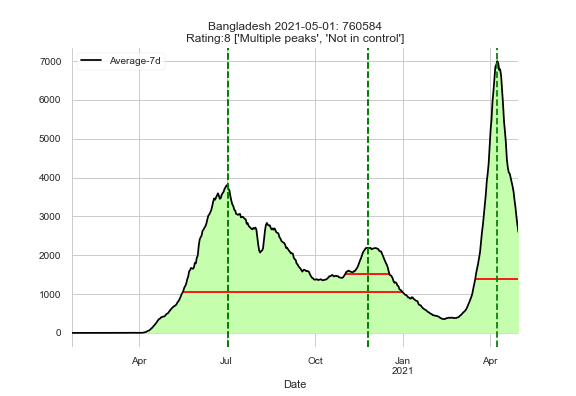 Bangladesh 2021-05-01: 760584
Rating:8 ['Multiple peaks', 'Not in control']
Average-7d
7000
6000
5000
4000
3000
2000
1000
0
Apr Jul Oct Jan Apr
2021
Date